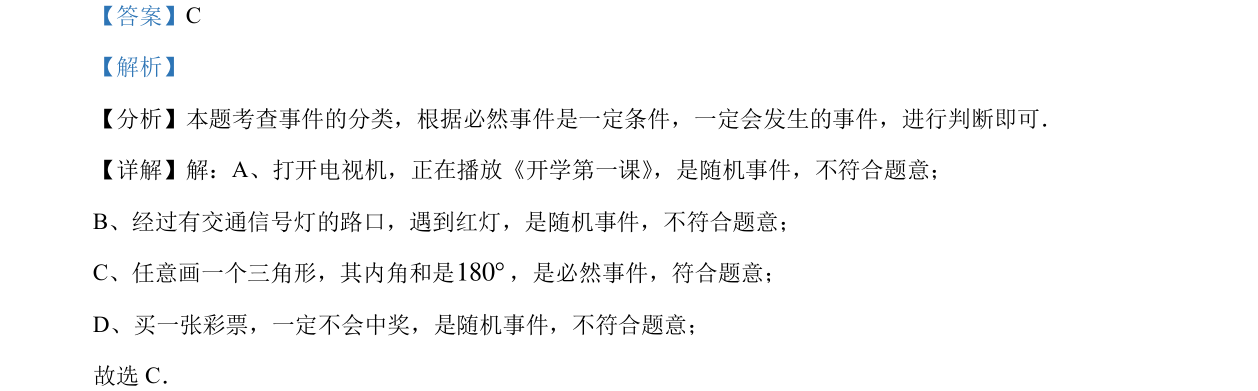 【答案】C
【解析】
【分析】本题考查事件的分类，根据必然事件是一定条件，一定会发生的事件，进行判断即可．
【详解】解：A、打开电视机，正在播放《开学第一课》，是随机事件，不符合题意；
B、经过有交通信号灯的路口，遇到红灯，是随机事件，不符合题意；
C、任意画一个三角形，其内角和是180°，是必然事件，符合题意；
D、买一张彩票，一定不会中奖，是随机事件，不符合题意；
故选 C．